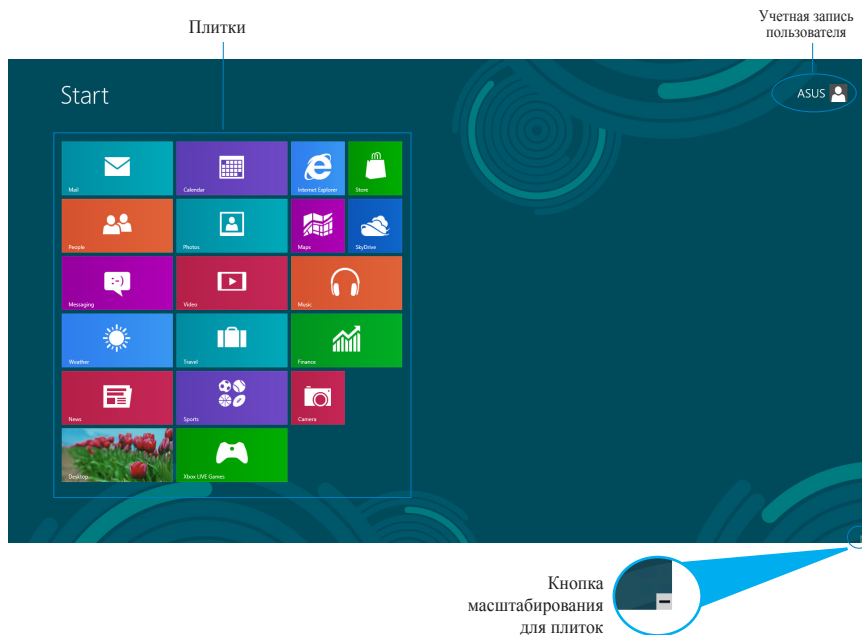 Плитки
Учетная запись
пользователя
Start
ASUS
Mail
Calendar
Internet Explorer
Store
People
Photos
Maps
SkyDrive
Messaging
Video
Music
Weather
Travel
Finance
News
Sports
Camera
Desktop
Xbox LIVE Games
Кнопка
масштабирования
для плиток